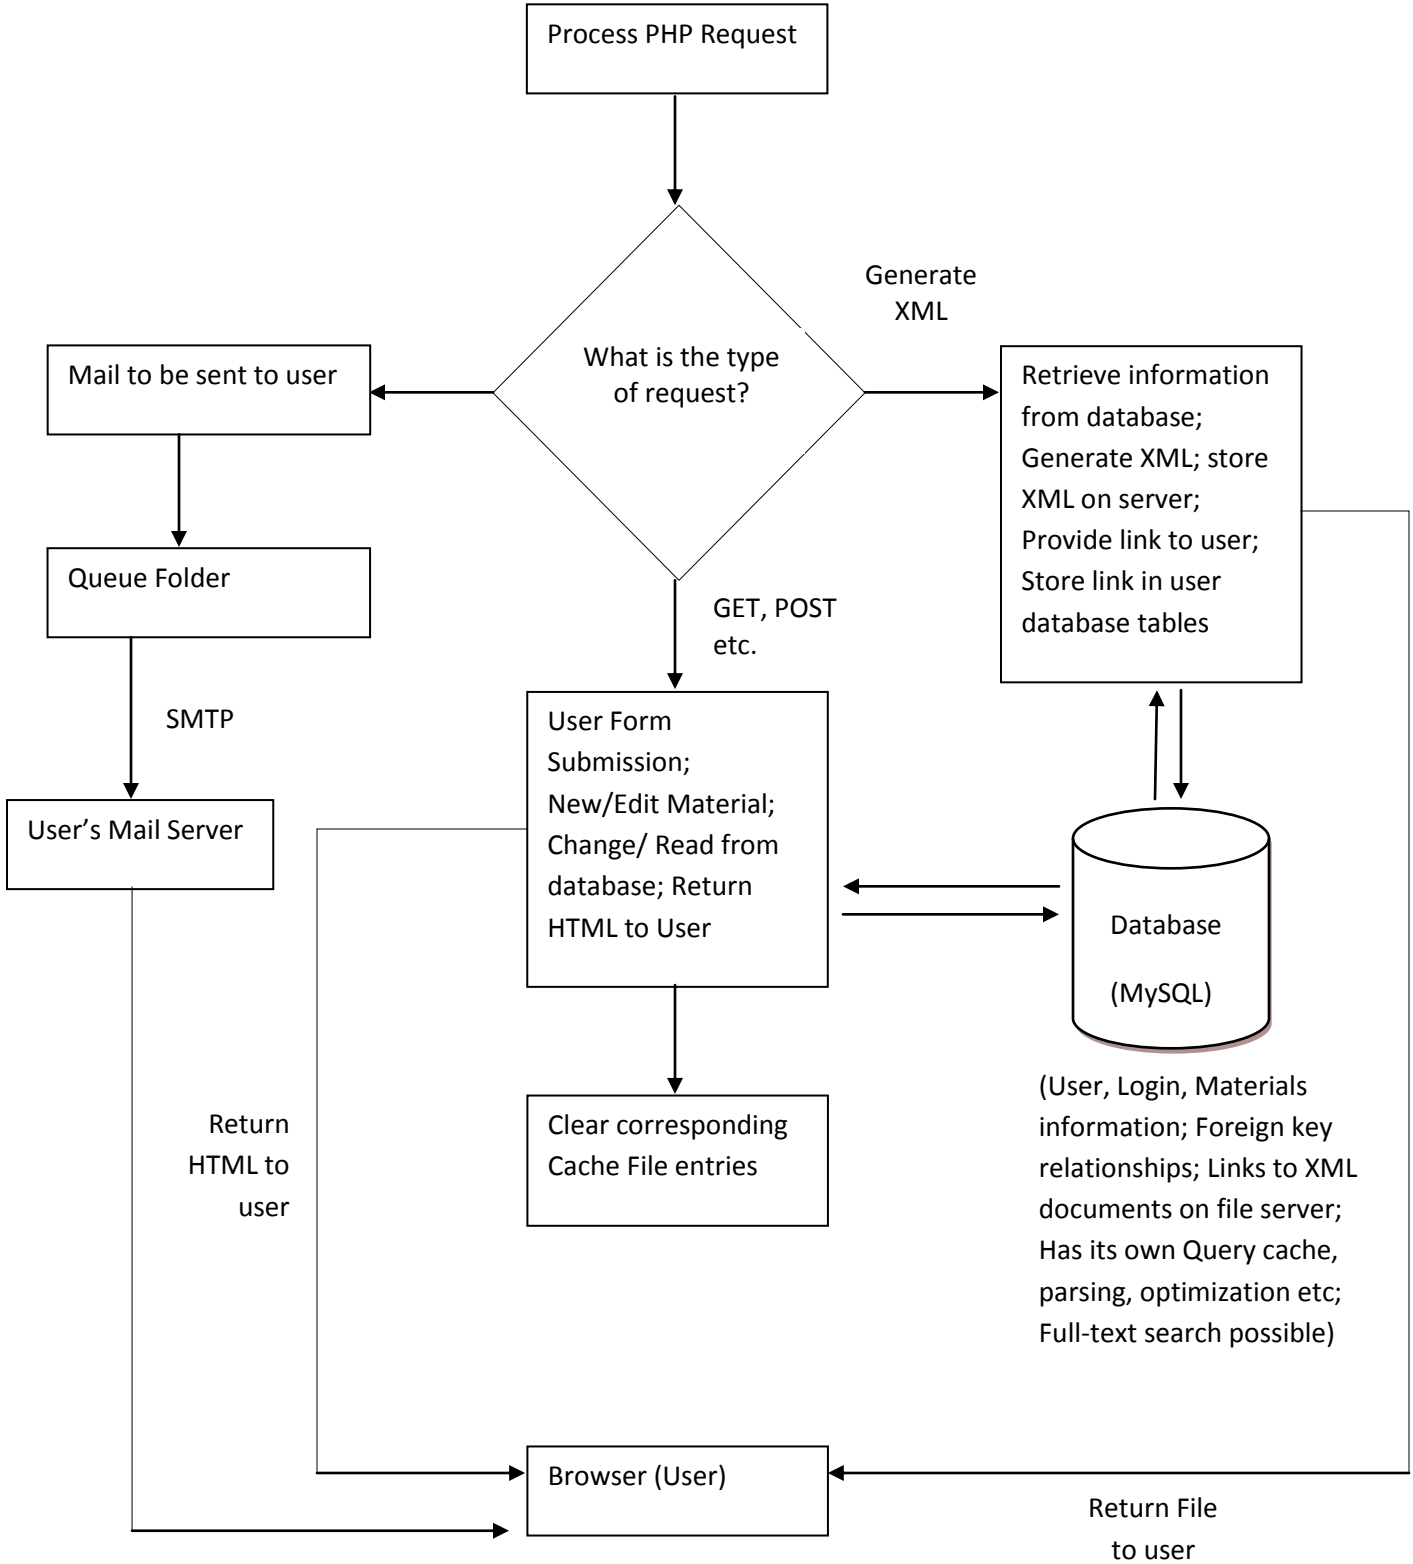 Process PHP Request
Generate
XML
What is the type
of request?
Mail to be sent to user
Retrieve information
from database;
Generate XML; store
XML on server;
Provide link to user;
Store link in user
database tables
Queue Folder
GET, POST
etc.
SMTP
User Form
Submission;
New/Edit Material;
Change/ Read from
database; Return
HTML to User
User’s Mail Server
Database
(MySQL)
(User, Login, Materials
information; Foreign key
relationships; Links to XML
documents on file server;
Has its own Query cache,
parsing, optimization etc;
Full-text search possible)
Return
HTML to
user
Clear corresponding
Cache File entries
Browser (User)
Return File
to user